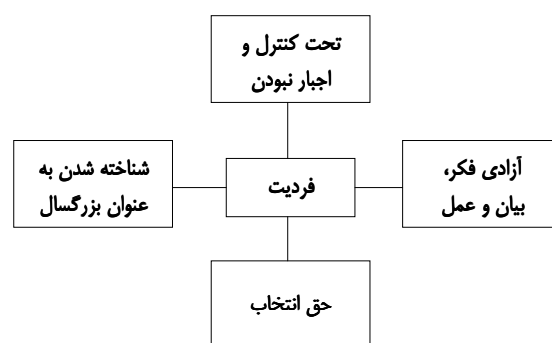 تحت کنترل و
اجبار نبودن
آزادی فکر،
بیان و عمل
فردیت
شناخته شدن به
عنوان بزرگسال
حق انتخاب